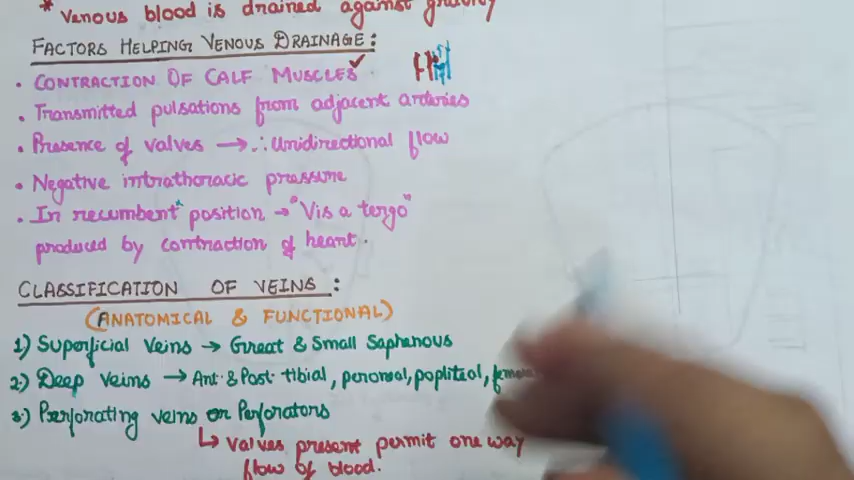 * Venous blood is drained against gravity
FACTORS HELPING VENOUS DRAINAGE:
• CONTRACTION OF CALF MUSCLES
• Transmitted pulsations from adjacent arteries
• Presence of valves → ∴ Unidirectional flow
• Negative intrathoracic pressure
• In recumbent* position → "Vis a tergo"
produced by contraction of heart.
CLASSIFICATION OF VEINS:
(ANATOMICAL & FUNCTIONAL)
1) Superficial Veins → Great & Small Saphenous
2) Deep Veins → Ant. & Post. tibial, peroneal, popliteal,
3) Perforating veins or Perforators
↳ valves present permit one way
flow of blood.